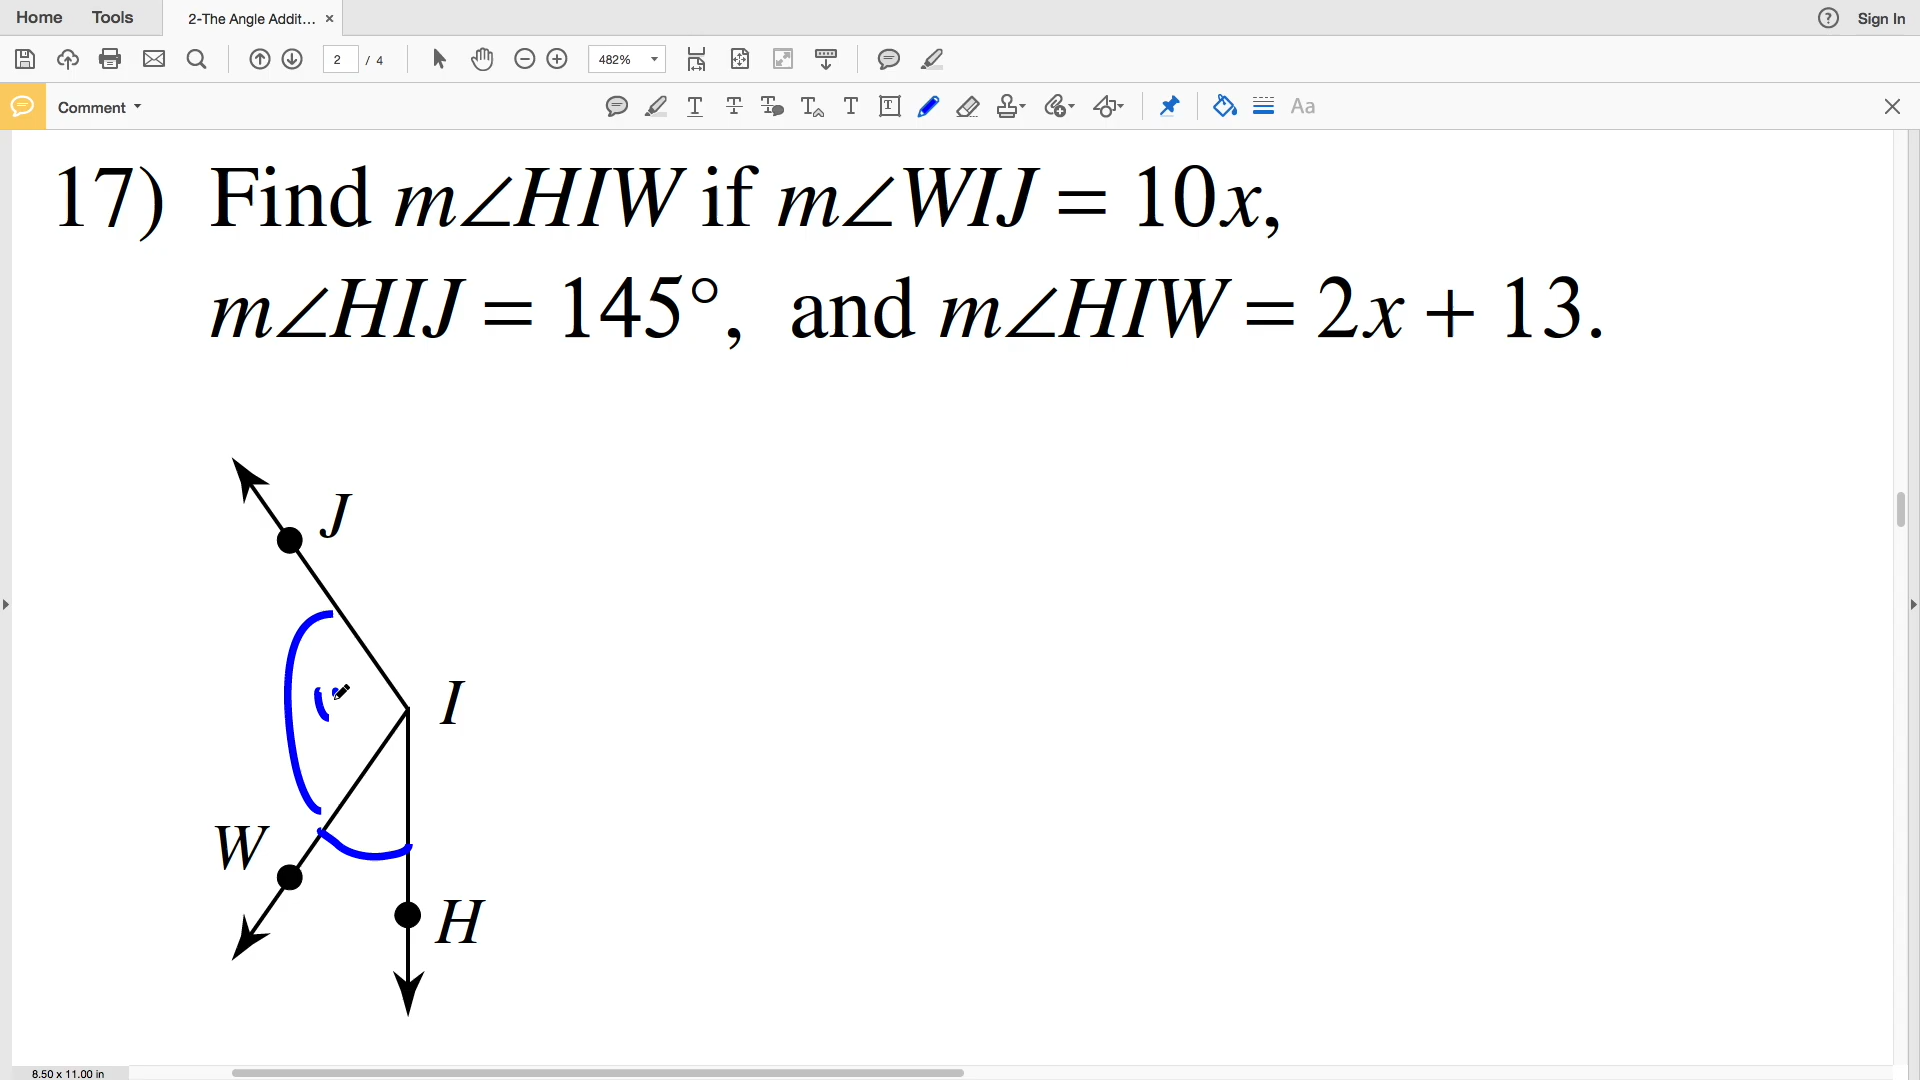 Home Tools 2-The Angle Addit... × ? Sign In
2 / 4 482%
Comment T T T T T T Aa
17) Find m∠HIW if m∠WIJ = 10x,
m∠HIJ = 145°, and m∠HIW = 2x + 13.
J
I
W
H
8.50 x 11.00 in